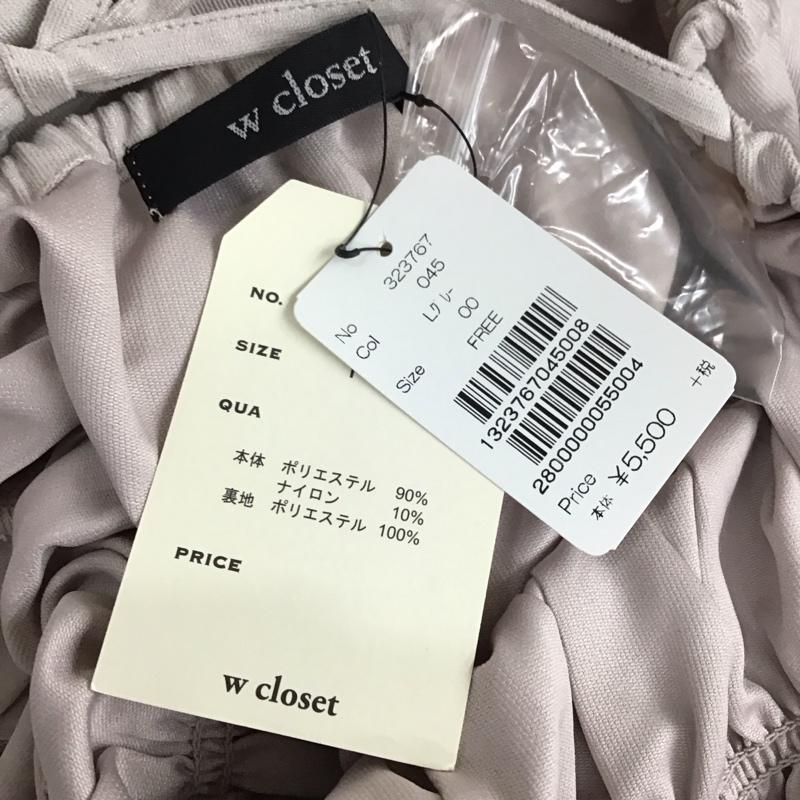 w closet
NO.
SIZE
QUA
本体 ポリエステル 90%
ナイロン 10%
裏地 ポリエステル 100%
PRICE
w closet
No 323767
Col 045
Lグレー
Size 00
FREE
1323767045008
2800000055004
Price
本体 ¥5,500 +税